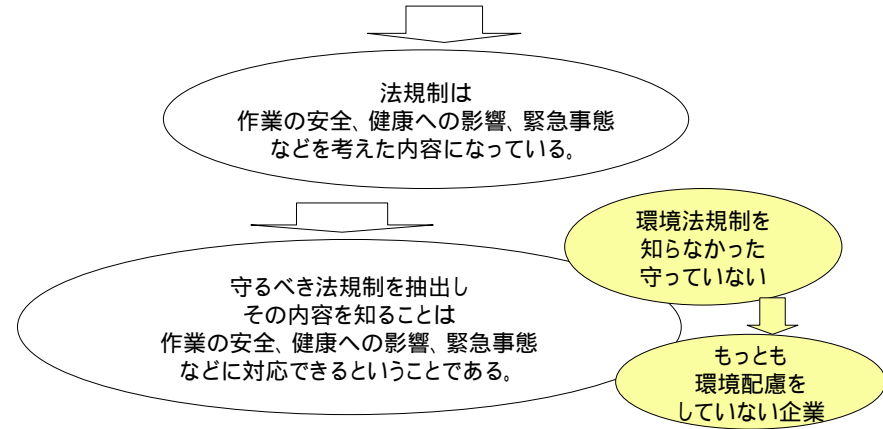 法規制は
作業の安全、健康への影響、緊急事態
などを考えた内容になっている。
環境法規制を
知らなかった
守っていない
守るべき法規制を抽出し
その内容を知ることは
作業の安全、健康への影響、緊急事態
などに対応できるということである。
もっとも
環境配慮を
していない企業